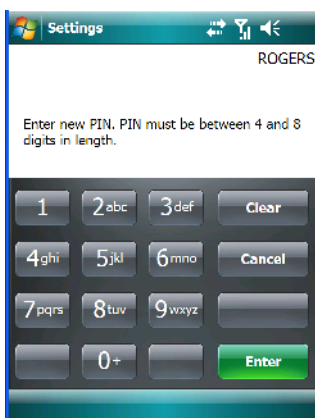 Settings
ROGERS
Enter new PIN. PIN must be between 4 and 8
digits in length.
1 2abc 3def Clear
4ghi 5jkl 6mno Cancel
7pqrs 8tuv 9wxyz
0+ Enter